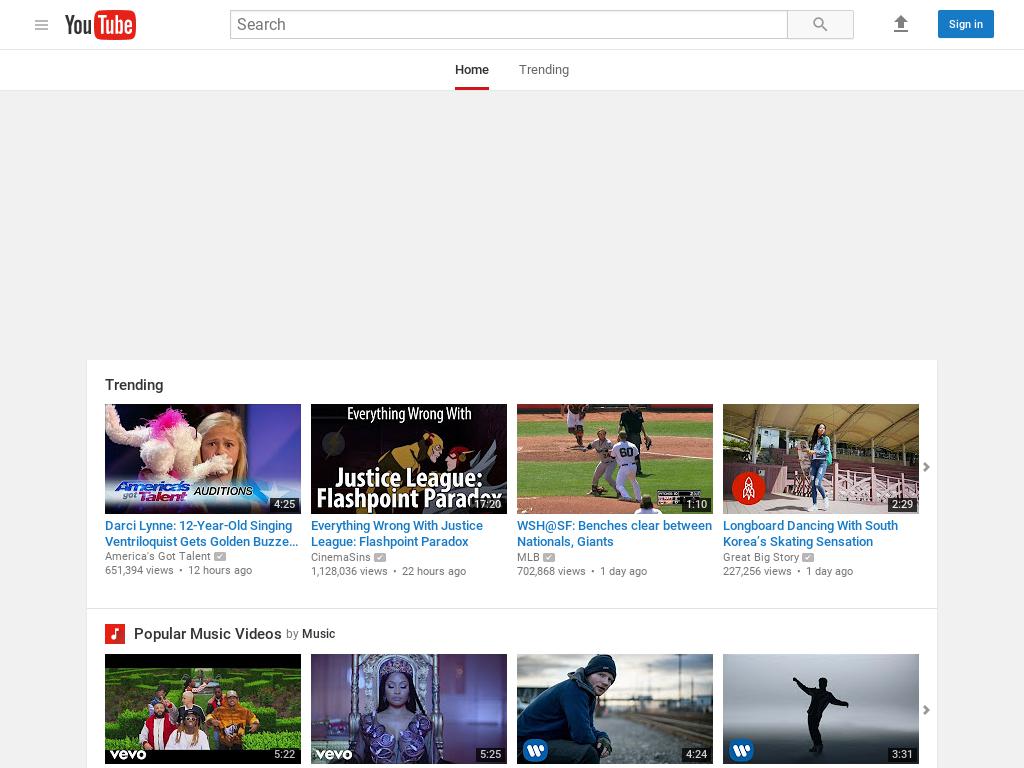 YouTube
Search
Sign in
Home
Trending
Trending
America's
got Talent AUDITIONS
4:25
Everything Wrong With
Justice League:
Flashpoint Paradox
17:20
60
1:10
2:29
Darci Lynne: 12-Year-Old Singing
Ventriloquist Gets Golden Buzze...
America's Got Talent
651,394 views • 12 hours ago
Everything Wrong With Justice
League: Flashpoint Paradox
CinemaSins
1,128,036 views • 22 hours ago
WSH@SF: Benches clear between
Nationals, Giants
MLB
702,868 views • 1 day ago
Longboard Dancing With South
Korea’s Skating Sensation
Great Big Story
227,256 views • 1 day ago
Popular Music Videos by Music
vevo
5:22
vevo
5:25
W
4:24
W
3:31